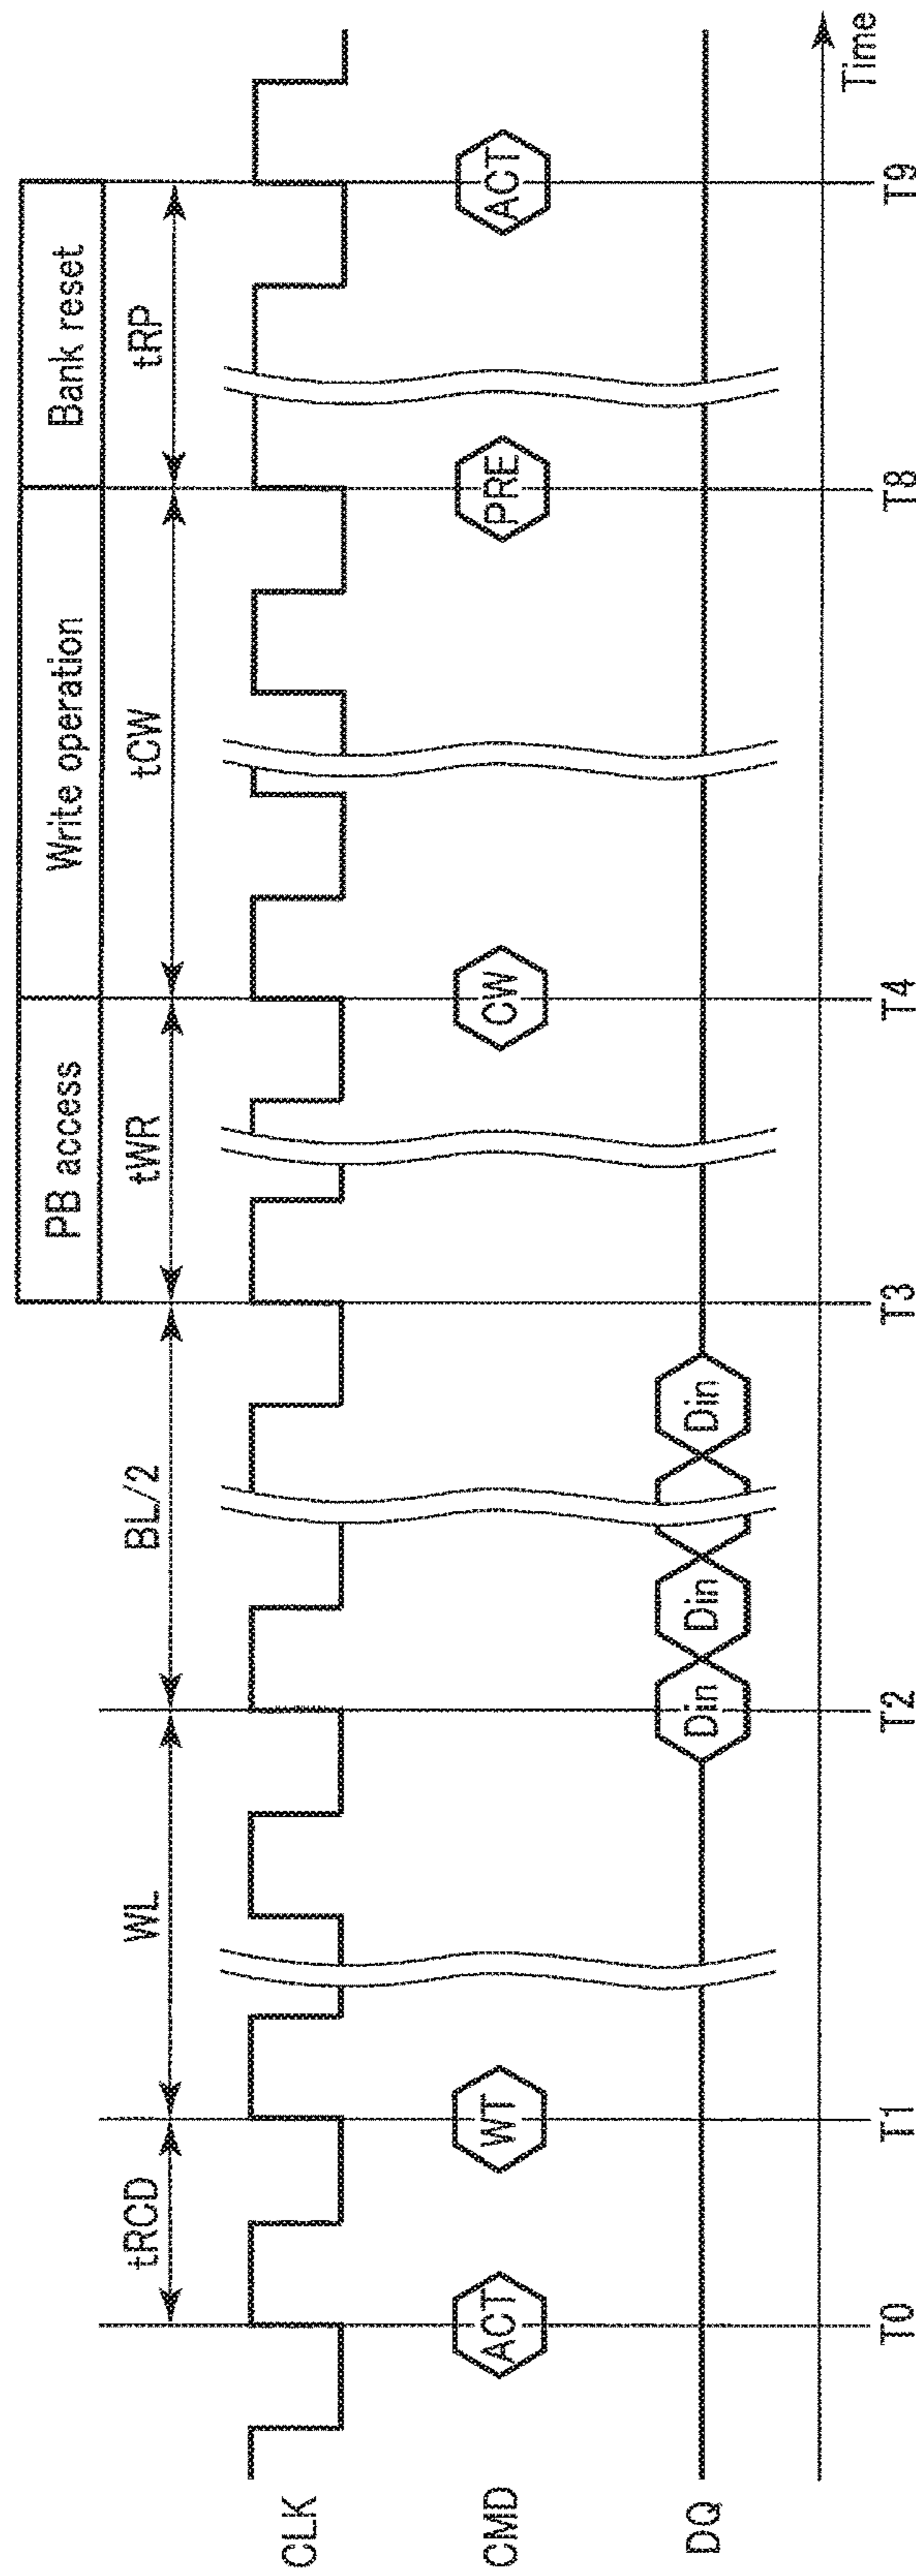 PB access Write operation Bank reset
tRCD WL BL/2 tWR tCW tRP
CLK
CMD ACT WT CW PRE ACT
DQ Din Din Din
Time
T0 T1 T2 T3 T4 T8 T9